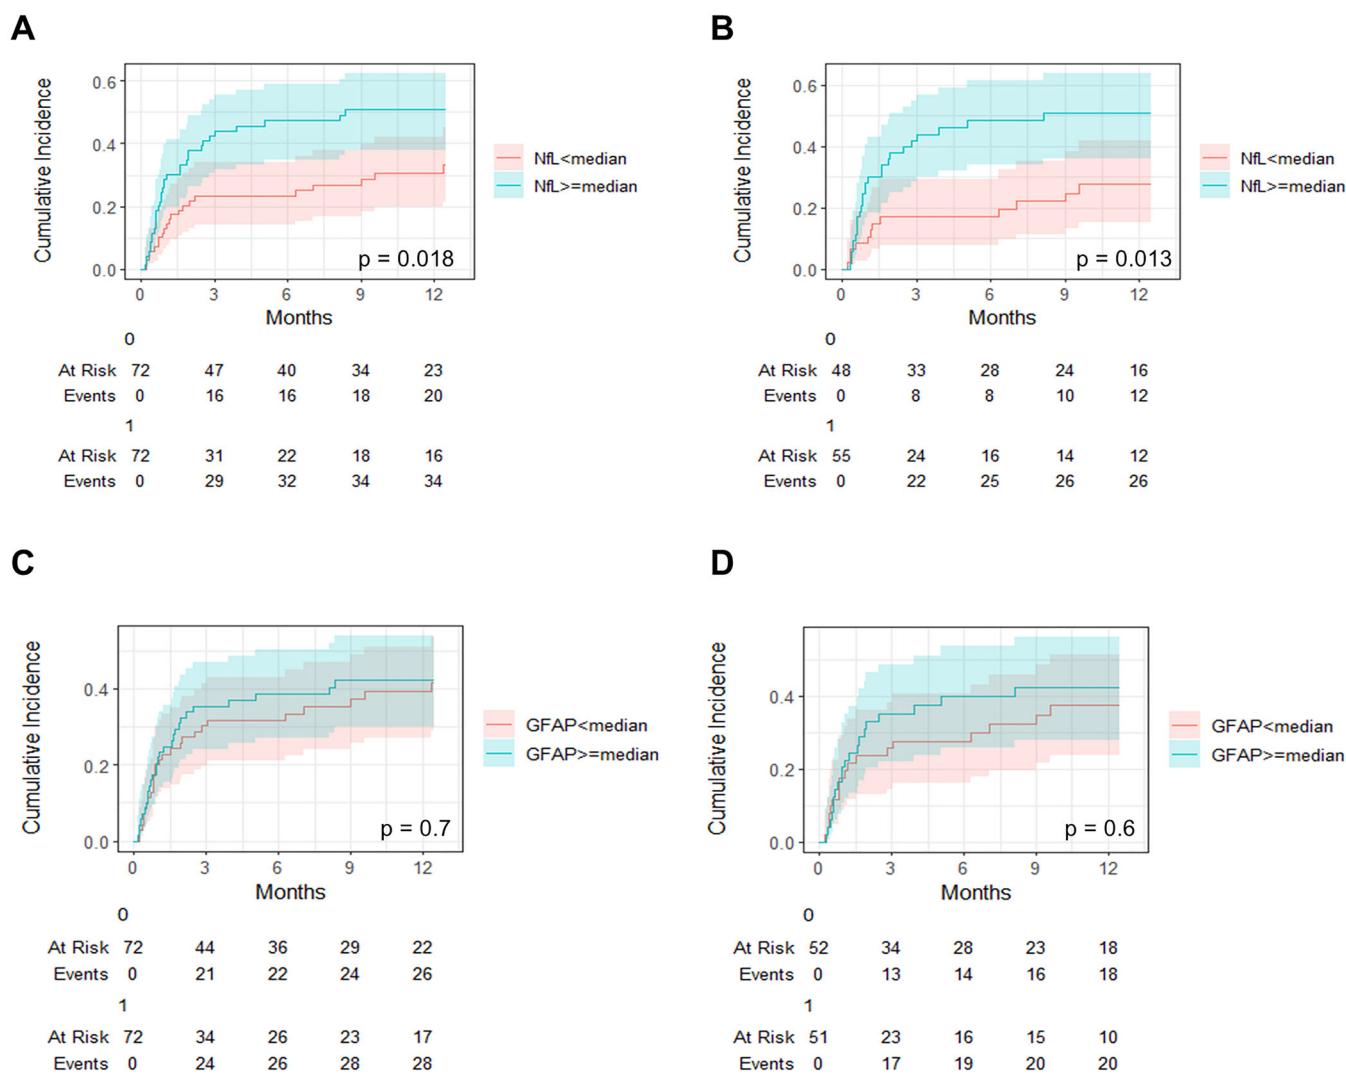 A
0.6
0.4
0.2
0.0
Cumulative Incidence
p = 0.018
0 3 6 9 12
Months
NfL<median
NfL>=median
0
At Risk 72 47 40 34 23
Events 0 16 16 18 20
1
At Risk 72 31 22 18 16
Events 0 29 32 34 34
B
0.6
0.4
0.2
0.0
Cumulative Incidence
p = 0.013
0 3 6 9 12
Months
NfL<median
NfL>=median
0
At Risk 48 33 28 24 16
Events 0 8 8 10 12
1
At Risk 55 24 16 14 12
Events 0 22 25 26 26
C
0.4
0.2
0.0
Cumulative Incidence
p = 0.7
0 3 6 9 12
Months
GFAP<median
GFAP>=median
0
At Risk 72 44 36 29 22
Events 0 21 22 24 26
1
At Risk 72 34 26 23 17
Events 0 24 26 28 28
D
0.4
0.2
0.0
Cumulative Incidence
p = 0.6
0 3 6 9 12
Months
GFAP<median
GFAP>=median
0
At Risk 52 34 28 23 18
Events 0 13 14 16 18
1
At Risk 51 23 16 15 10
Events 0 17 19 20 20